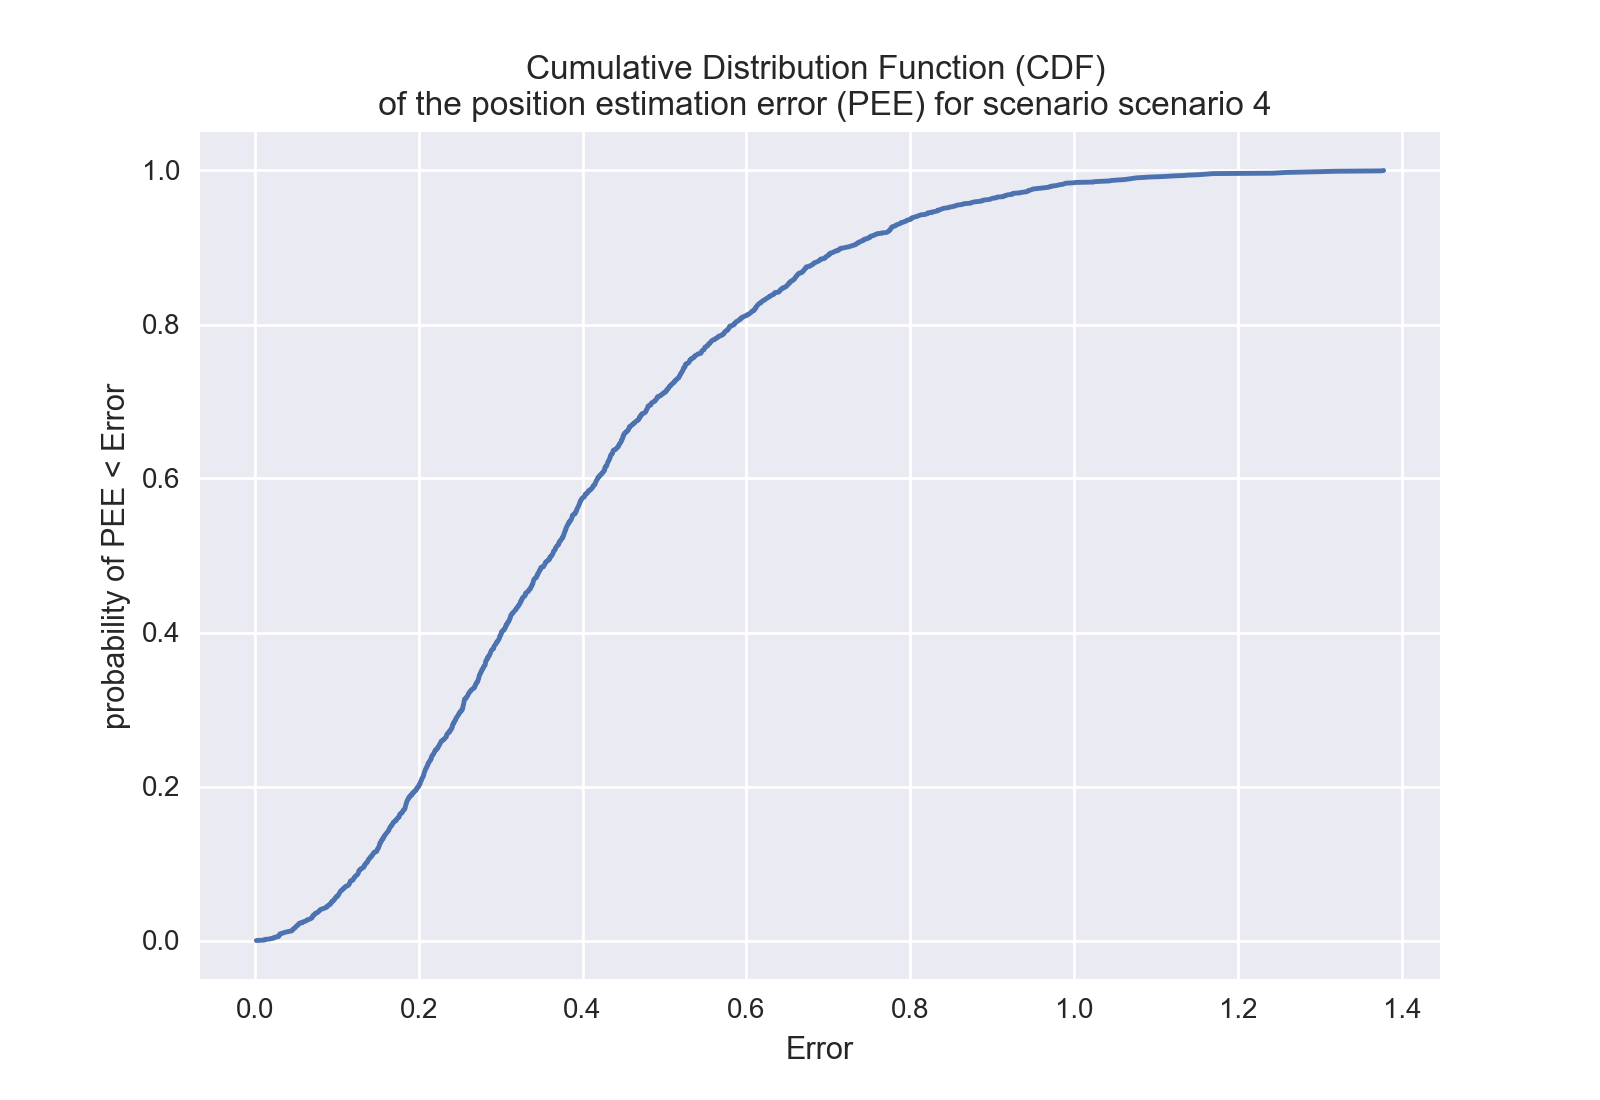 Cumulative Distribution Function (CDF)
of the position estimation error (PEE) for scenario scenario 4
1.0
0.8
0.6
0.4
0.2
0.0
probability of PEE < Error
0.0 0.2 0.4 0.6 0.8 1.0 1.2 1.4
Error